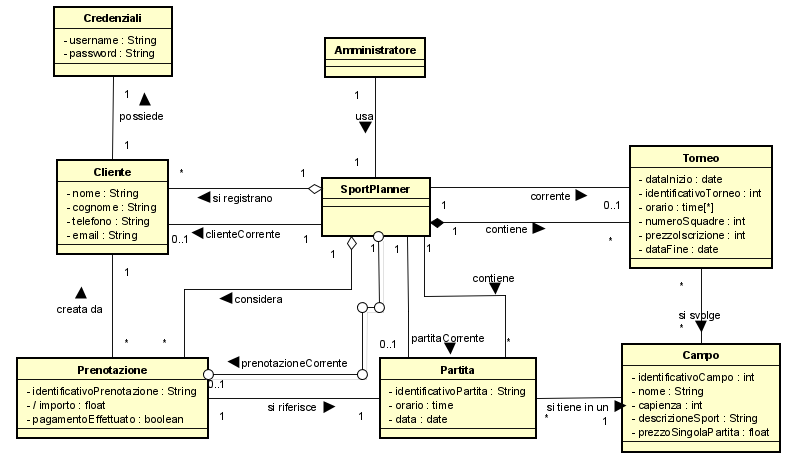 Credenziali
- username : String
- password : String
1
possiede
1
Amministratore
1
usa
1
Cliente
- nome : String
- cognome : String
- telefono : String
- email : String
*
1
si registrano
0..1
clienteCorrente
1
SportPlanner
1
corrente
0..1
1
contiene
*
Torneo
- dataInizio : date
- identificativoTorneo : int
- orario : time[*]
- numeroSquadre : int
- prezzoIscrizione : int
- dataFine : date
1
creata da
*
1
considera
*
1
prenotazioneCorrente
0..1
1
partitaCorrente
0..1
1
contiene
*
*
si svolge
*
Prenotazione
- identificativoPrenotazione : String
- / importo : float
- pagamentoEffettuato : boolean
1
si riferisce
1
Partita
- identificativoPartita : String
- orario : time
- data : date
*
si tiene in un
1
Campo
- identificativoCampo : int
- nome : String
- capienza : int
- descrizioneSport : String
- prezzoSingolaPartita : float